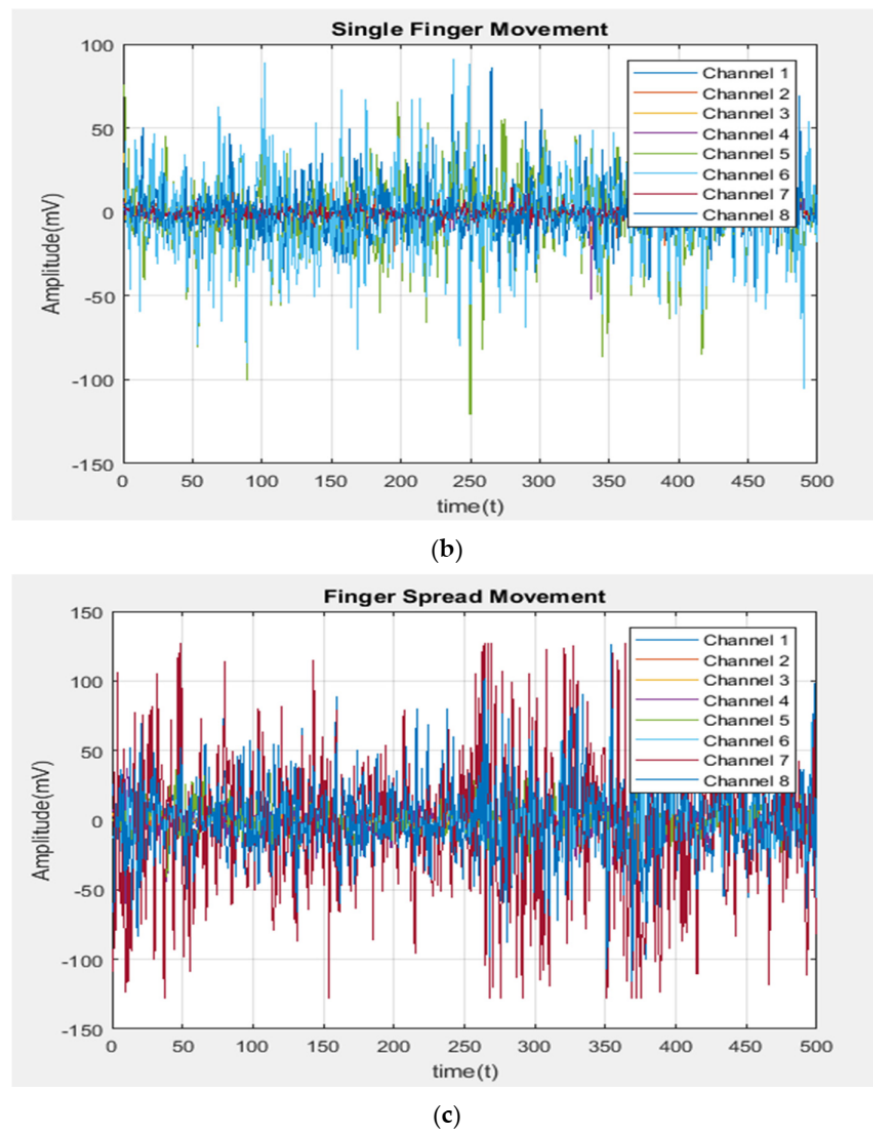 Single Finger Movement
100
50
0
-50
-100
-150
Amplitude(mV)
Channel 1
Channel 2
Channel 3
Channel 4
Channel 5
Channel 6
Channel 7
Channel 8
0 50 100 150 200 250 300 350 400 450 500
time(t)
(b)
Finger Spread Movement
150
100
50
0
-50
-100
-150
Amplitude(mV)
Channel 1
Channel 2
Channel 3
Channel 4
Channel 5
Channel 6
Channel 7
Channel 8
0 50 100 150 200 250 300 350 400 450 500
time(t)
(c)